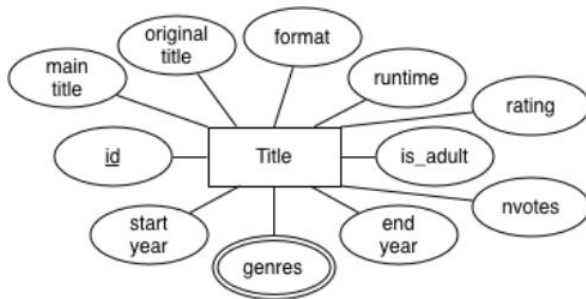 original
title
format
main
title
runtime
rating
id
Title
is_adult
start
year
genres
end
year
nvotes